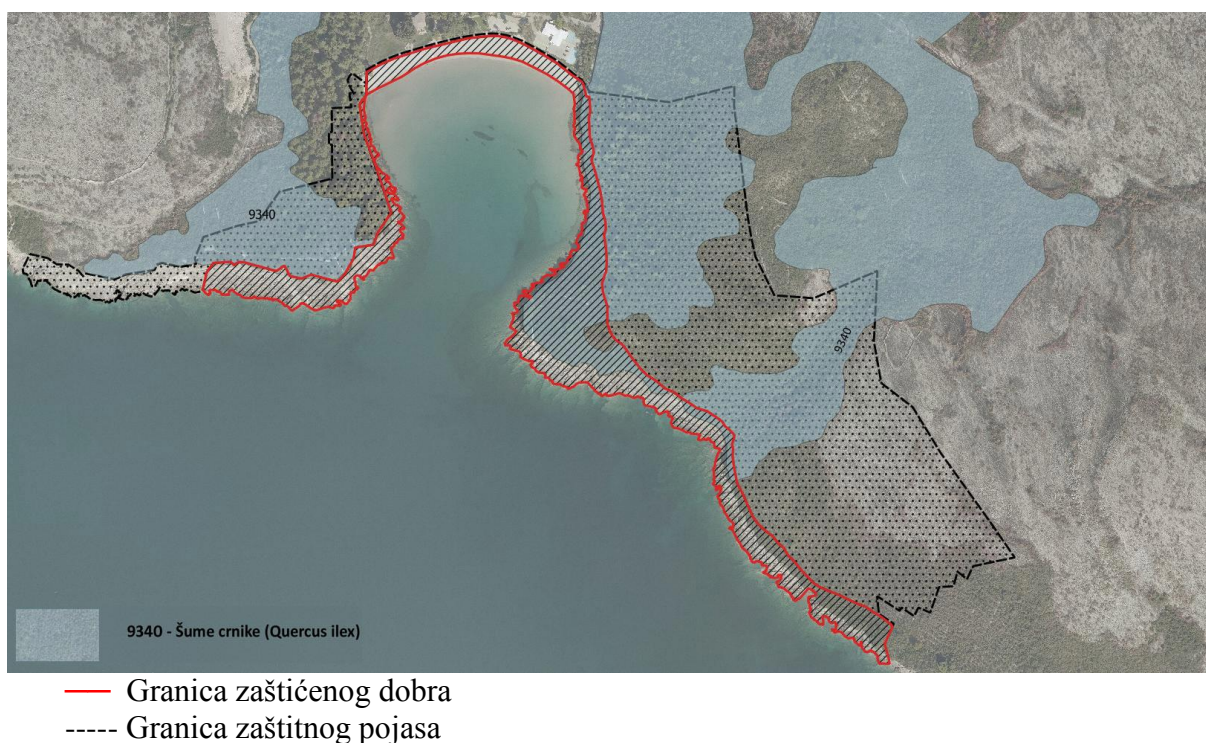 9340
9340
9340 - Šume crnike (Quercus ilex)
Granica zaštićenog dobra
Granica zaštitnog pojasa